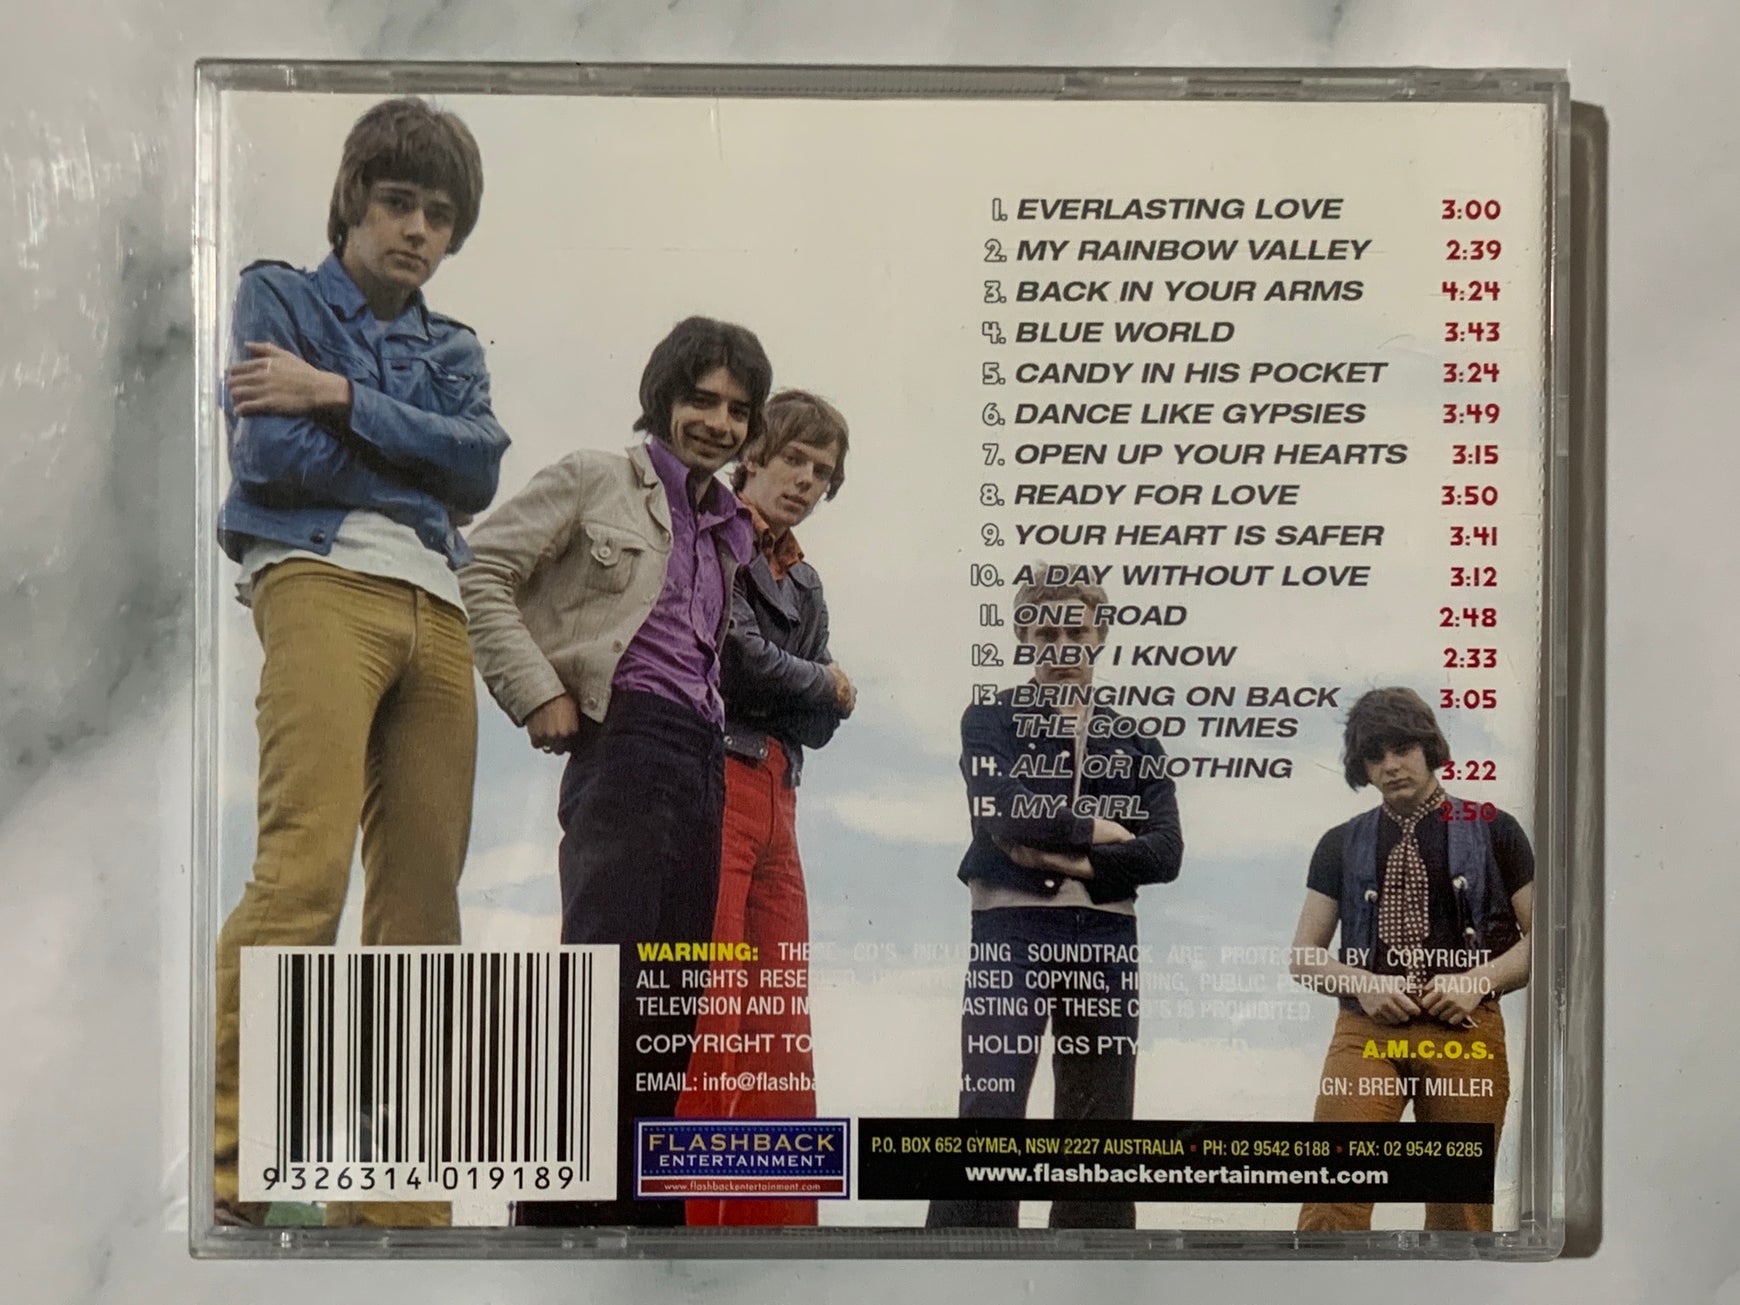 1. EVERLASTING LOVE 3:00
2. MY RAINBOW VALLEY 2:39
3. BACK IN YOUR ARMS 4:24
4. BLUE WORLD 3:43
5. CANDY IN HIS POCKET 3:24
6. DANCE LIKE GYPSIES 3:49
7. OPEN UP YOUR HEARTS 3:15
8. READY FOR LOVE 3:50
9. YOUR HEART IS SAFER 3:41
10. A DAY WITHOUT LOVE 3:12
11. ONE ROAD 2:48
12. BABY I KNOW 2:33
13. BRINGING ON BACK 3:05
THE GOOD TIMES
14. ALL OR NOTHING 3:22
15. MY GIRL 2:50
WARNING: THESE CD'S INCLUDING SOUNDTRACK ARE PROTECTED BY COPYRIGHT.
ALL RIGHTS COPYING, HIRING, PUBLIC PERFORMANCE, RADIO,
TELEVISION AND OF THESE CD'S IS PROHIBITED.
COPYRIGHT TO HOLDINGS PTY.
A.M.C.O.S.
EMAIL:
BRENT MILLER
9 326314 019189
FLASHBACK
ENTERTAINMENT
www.flashbackentertainment.com
P.O. BOX 652 GYMEA, NSW 2227 AUSTRALIA • PH: 02 9542 6188 • FAX: 02 9542 6285
www.flashbackentertainment.com